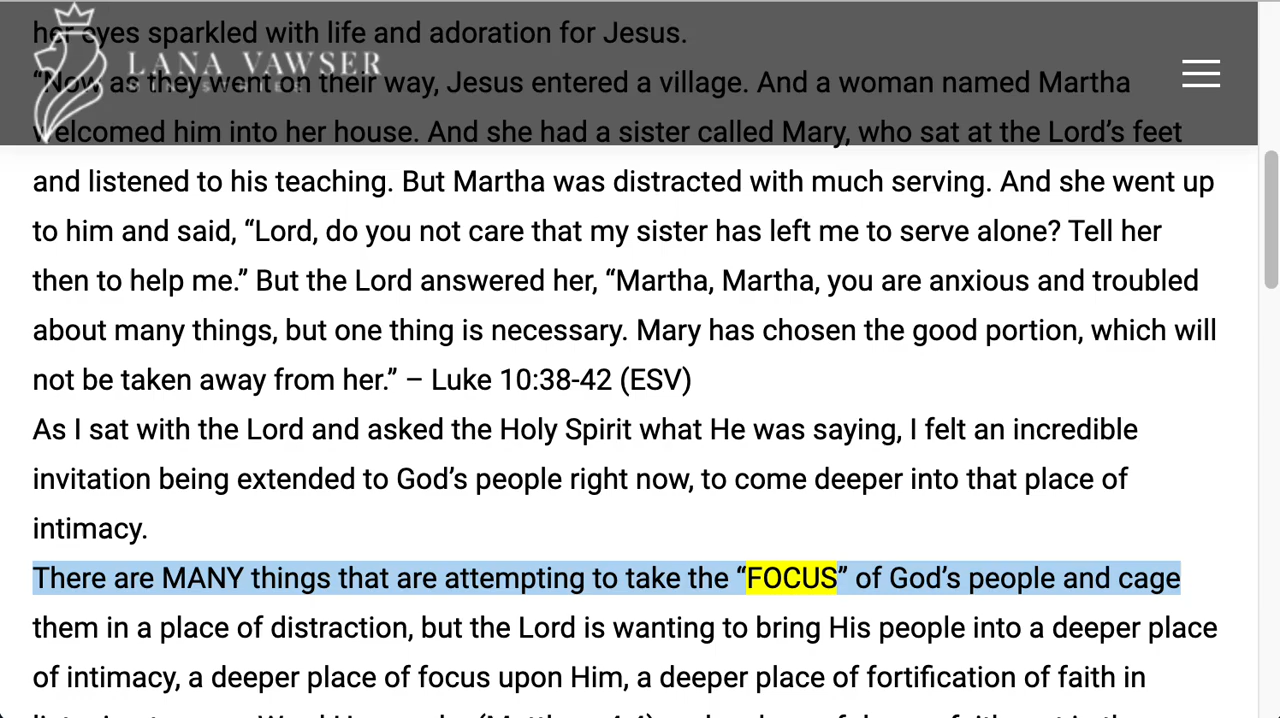 her eyes sparkled with life and adoration for Jesus.
LANA VAWSER
MINISTRIES
“Now as they went on their way, Jesus entered a village. And a woman named Martha
welcomed him into her house. And she had a sister called Mary, who sat at the Lord’s feet
and listened to his teaching. But Martha was distracted with much serving. And she went up
to him and said, “Lord, do you not care that my sister has left me to serve alone? Tell her
then to help me.” But the Lord answered her, “Martha, Martha, you are anxious and troubled
about many things, but one thing is necessary. Mary has chosen the good portion, which will
not be taken away from her.” – Luke 10:38-42 (ESV)
As I sat with the Lord and asked the Holy Spirit what He was saying, I felt an incredible
invitation being extended to God’s people right now, to come deeper into that place of
intimacy.
There are MANY things that are attempting to take the “FOCUS” of God’s people and cage
them in a place of distraction, but the Lord is wanting to bring His people into a deeper place
of intimacy, a deeper place of focus upon Him, a deeper place of fortification of faith in